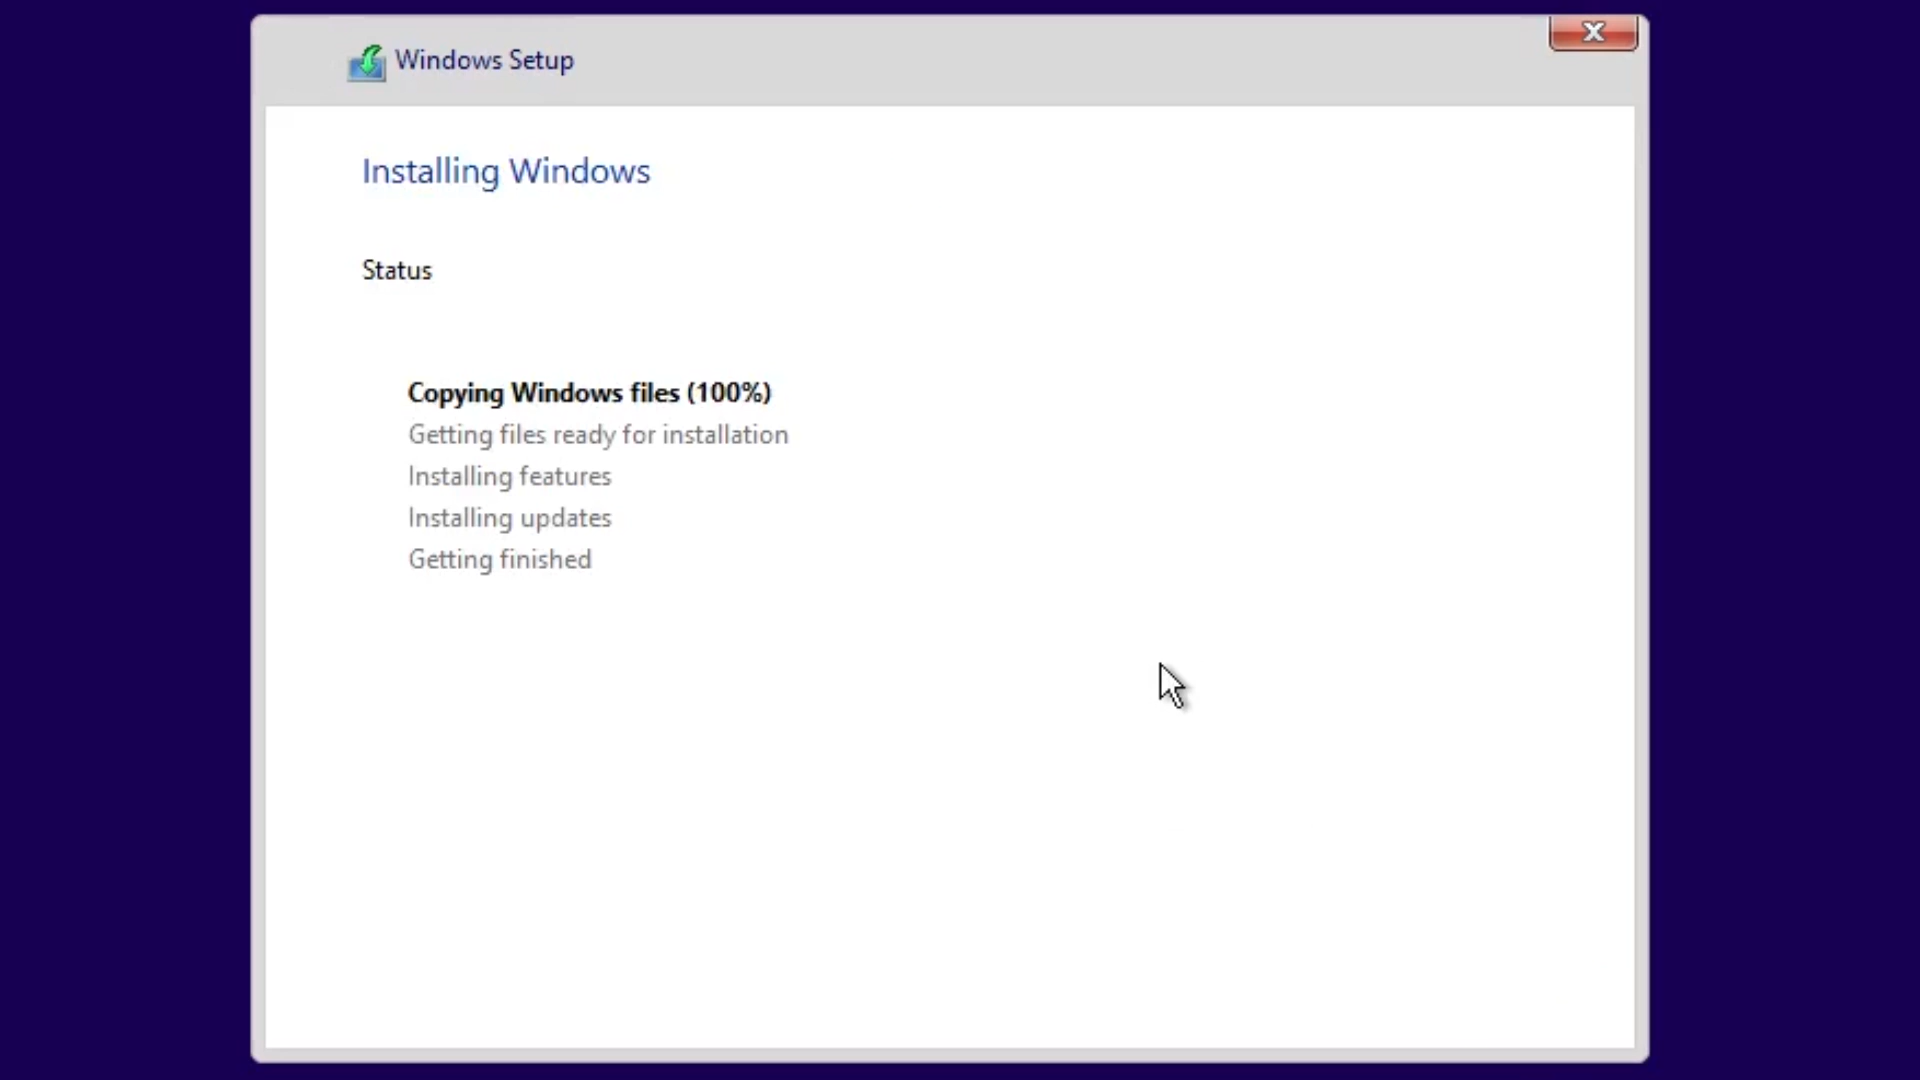 Windows Setup
Installing Windows
Status
Copying Windows files (100%)
Getting files ready for installation
Installing features
Installing updates
Getting finished